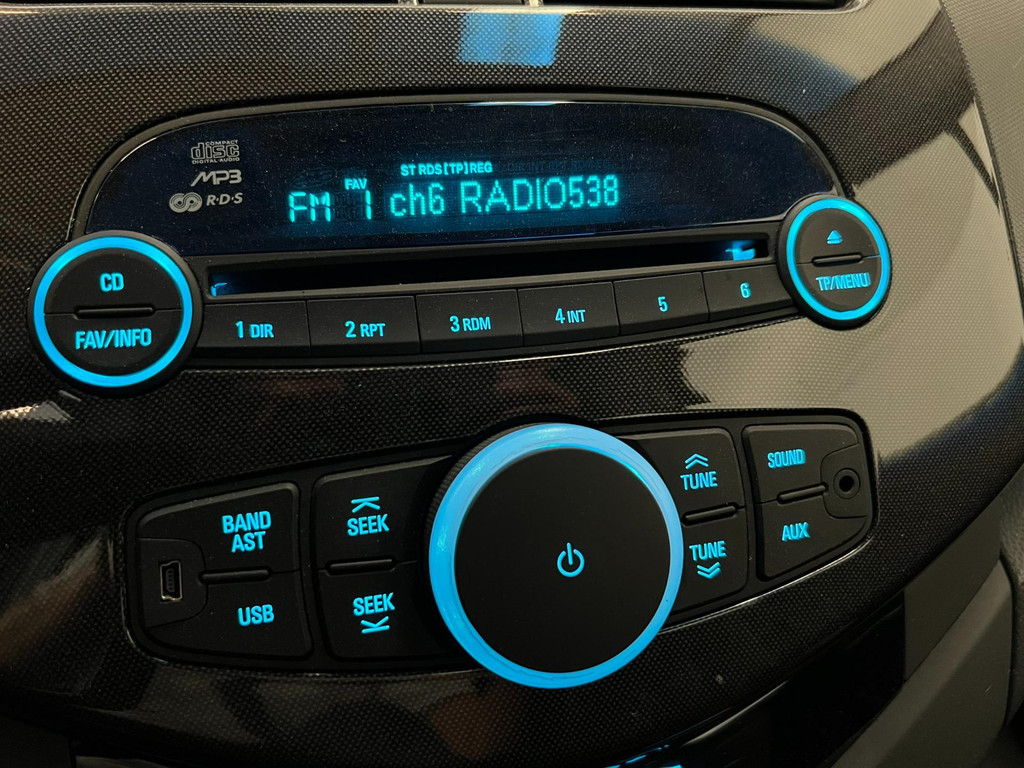 COMPACT
disc
DIGITAL AUDIO
MP3
R·D·S
ST RDS [TP] REG
FAV
FM 1 ch6 RADIO538
CD
FAV/INFO
TP/MENU
1 DIR
2 RPT
3 RDM
4 INT
5
6
BAND
AST
USB
SEEK
SEEK
TUNE
TUNE
SOUND
AUX